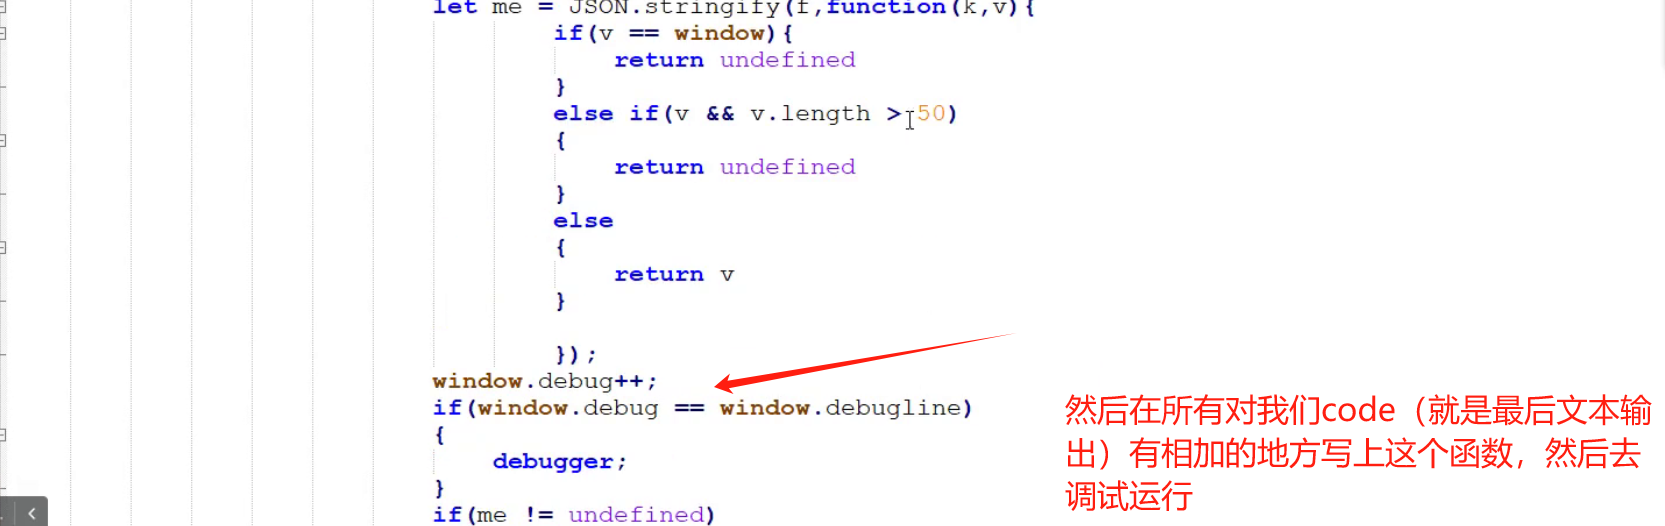 let me = JSON.stringify(f,function(k,v){
if(v == window){
return undefined
}
else if(v && v.length > 50)
{
return undefined
}
else
{
return v
}
});
window.debug++;
if(window.debug == window.debugline)
{
debugger;
}
if(me != undefined)
然后在所有对我们code（就是最后文本输
出）有相加的地方写上这个函数，然后去
调试运行